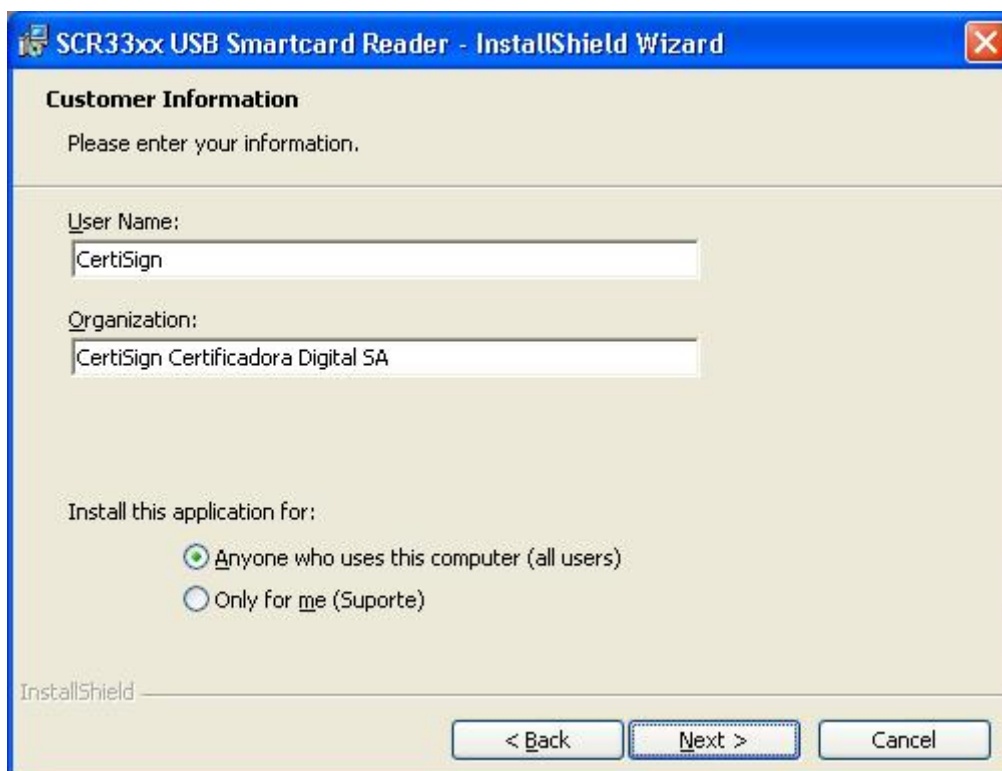 SCR33xx USB Smartcard Reader - InstallShield Wizard
Customer Information
Please enter your information.
User Name:
CertiSign
Organization:
CertiSign Certificadora Digital SA
Install this application for:
Anyone who uses this computer (all users)
Only for me (Suporte)
InstallShield
< Back Next > Cancel